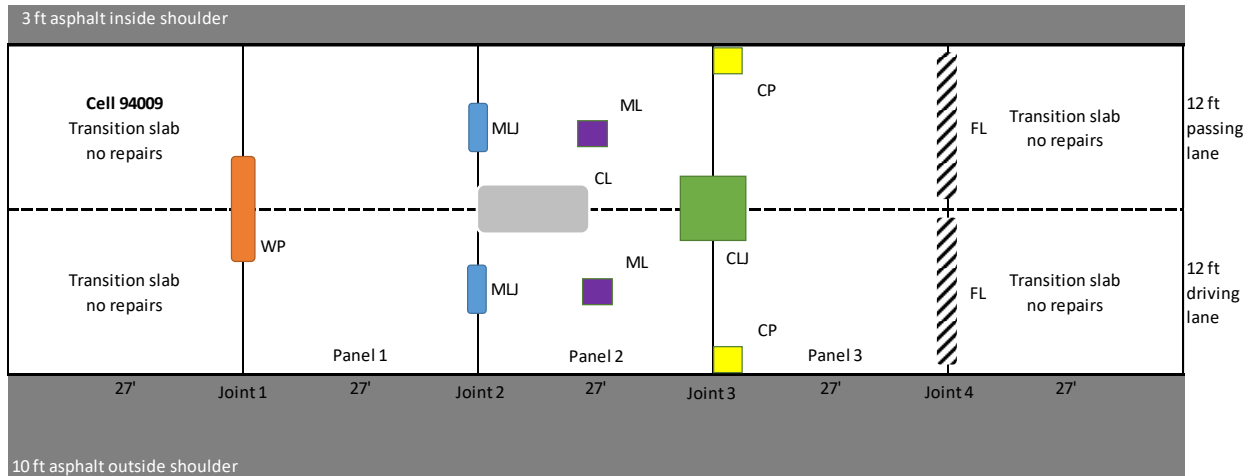 3 ft asphalt inside shoulder
Cell 94009
Transition slab
no repairs
MLJ
ML
CL
CP
FL
Transition slab
no repairs
12 ft
passing
lane
WP
Transition slab
no repairs
MLJ
ML
CLJ
CP
FL
Transition slab
no repairs
12 ft
driving
lane
Panel 1
Panel 2
Panel 3
27'
Joint 1
27'
Joint 2
27'
Joint 3
27'
Joint 4
27'
10 ft asphalt outside shoulder